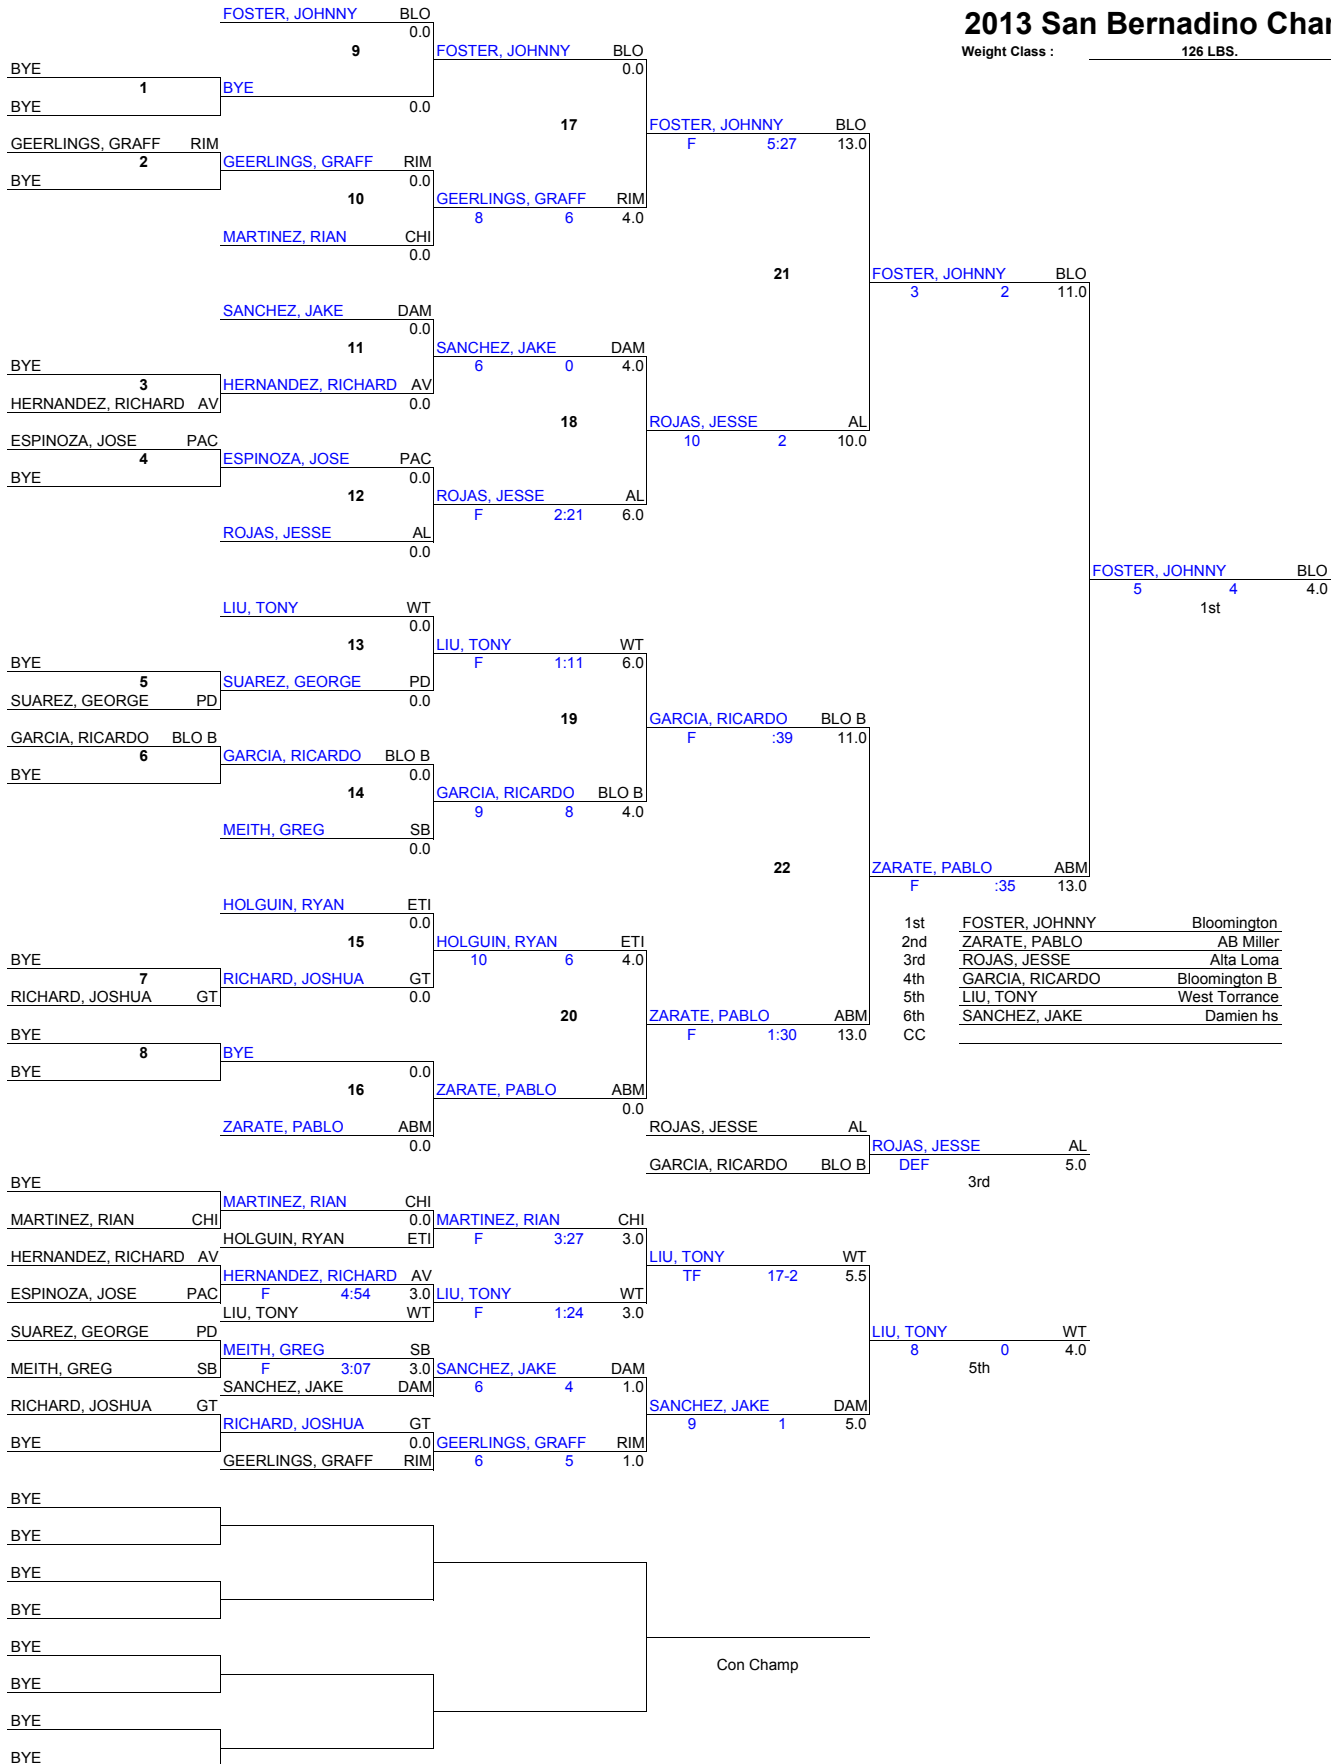 FOSTER, JOHNNY BLO
0.0
2013 San Bernadino Cha
9
FOSTER, JOHNNY BLO
0.0
Weight Class : 126 LBS.
BYE
1
BYE
BYE
0.0
17
FOSTER, JOHNNY BLO
F 5:27 13.0
GEERLINGS, GRAFF RIM
2
BYE
GEERLINGS, GRAFF RIM
0.0
10
GEERLINGS, GRAFF RIM
8 6 4.0
MARTINEZ, RIAN CHI
0.0
21
FOSTER, JOHNNY BLO
3 2 11.0
SANCHEZ, JAKE DAM
0.0
11
SANCHEZ, JAKE DAM
6 0 4.0
BYE
3
HERNANDEZ, RICHARD AV
HERNANDEZ, RICHARD AV
0.0
18
ROJAS, JESSE AL
10 2 10.0
ESPINOZA, JOSE PAC
4
BYE
ESPINOZA, JOSE PAC
0.0
12
ROJAS, JESSE AL
F 2:21 6.0
ROJAS, JESSE AL
0.0
FOSTER, JOHNNY BLO
5 4 4.0
1st
LIU, TONY WT
0.0
13
LIU, TONY WT
F 1:11 6.0
BYE
5
SUAREZ, GEORGE PD
SUAREZ, GEORGE PD
0.0
19
GARCIA, RICARDO BLO B
F :39 11.0
GARCIA, RICARDO BLO B
6
BYE
GARCIA, RICARDO BLO B
0.0
14
GARCIA, RICARDO BLO B
9 8 4.0
MEITH, GREG SB
0.0
22
ZARATE, PABLO ABM
F :35 13.0
HOLGUIN, RYAN ETI
0.0
15
HOLGUIN, RYAN ETI
10 6 4.0
1st FOSTER, JOHNNY Bloomington
2nd ZARATE, PABLO AB Miller
3rd ROJAS, JESSE Alta Loma
4th GARCIA, RICARDO Bloomington B
5th LIU, TONY West Torrance
6th SANCHEZ, JAKE Damien hs
CC
BYE
7
RICHARD, JOSHUA GT
RICHARD, JOSHUA GT
0.0
20
ZARATE, PABLO ABM
F 1:30 13.0
BYE
8
BYE
BYE
0.0
16
ZARATE, PABLO ABM
0.0
ZARATE, PABLO ABM
0.0
ROJAS, JESSE AL
GARCIA, RICARDO BLO B
ROJAS, JESSE AL
DEF 5.0
3rd
BYE
MARTINEZ, RIAN CHI
MARTINEZ, RIAN CHI
0.0
HOLGUIN, RYAN ETI
MARTINEZ, RIAN CHI
F 3:27 3.0
HERNANDEZ, RICHARD AV
ESPINOZA, JOSE PAC
HERNANDEZ, RICHARD AV
F 4:54 3.0
LIU, TONY WT
LIU, TONY WT
F 1:24 3.0
LIU, TONY WT
TF 17-2 5.5
SUAREZ, GEORGE PD
MEITH, GREG SB
MEITH, GREG SB
F 3:07 3.0
SANCHEZ, JAKE DAM
SANCHEZ, JAKE DAM
6 4 1.0
LIU, TONY WT
8 0 4.0
5th
RICHARD, JOSHUA GT
BYE
RICHARD, JOSHUA GT
0.0
GEERLINGS, GRAFF RIM
GEERLINGS, GRAFF RIM
6 5 1.0
SANCHEZ, JAKE DAM
9 1 5.0
BYE
BYE
BYE
BYE
BYE
BYE
BYE
BYE
Con Champ